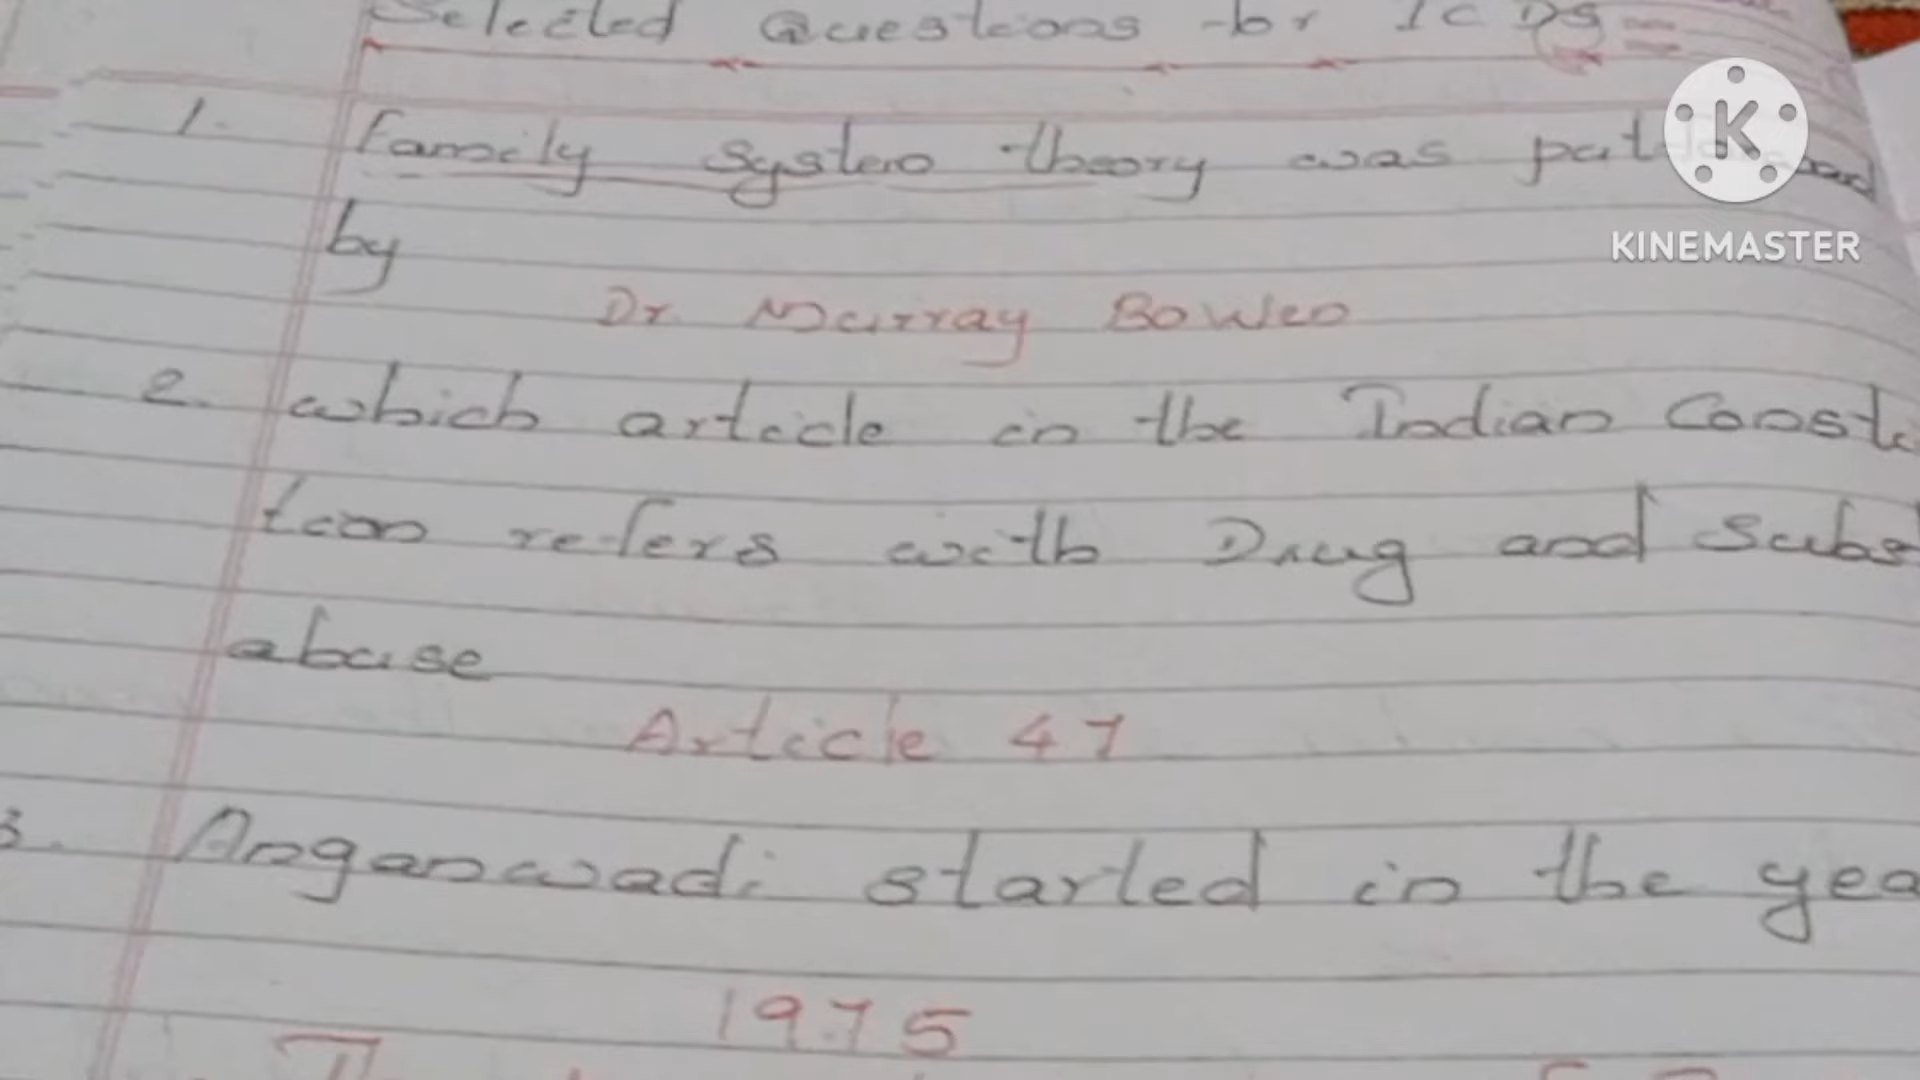 Selected Questions for ICDS
1. Family System theory was put
by
Dr Murray Bowen
2. which article in the Indian Consti
tion refers with Drug and Subs
abuse
Article 47
3. Anganwadi started in the yea
1975
KINEMASTER